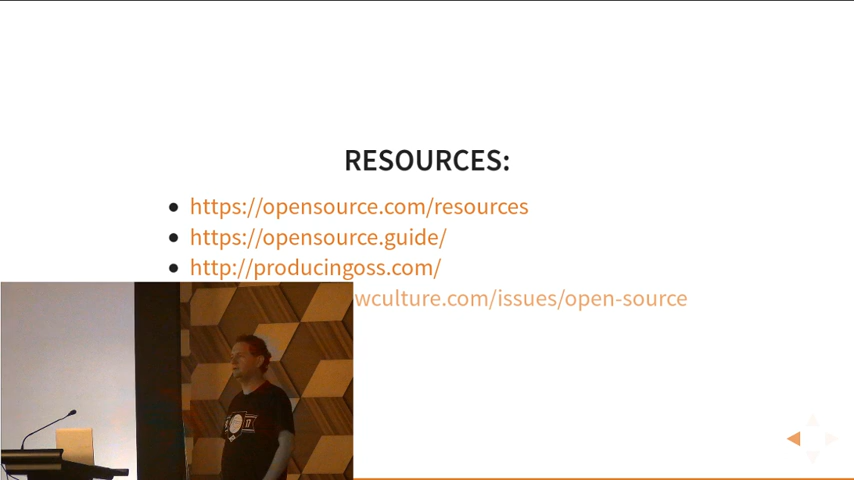 RESOURCES:
https://opensource.com/resources
https://opensource.guide/
http://producingoss.com/
wculture.com/issues/open-source